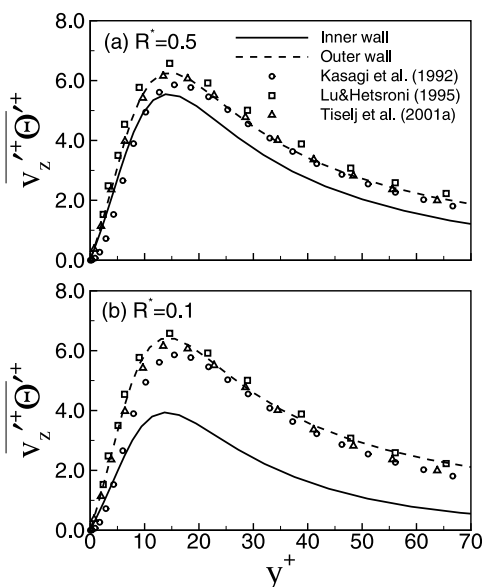 8.0
(a) R*=0.5
Inner wall
Outer wall
Kasagi et al. (1992)
Lu&Hetsroni (1995)
Tiselj et al. (2001a)
6.0
4.0
2.0
0.0
v_z'^+Θ'^+
8.0
(b) R*=0.1
6.0
4.0
2.0
0.0
v_z'^+Θ'^+
0 10 20 30 40 50 60 70
y^+